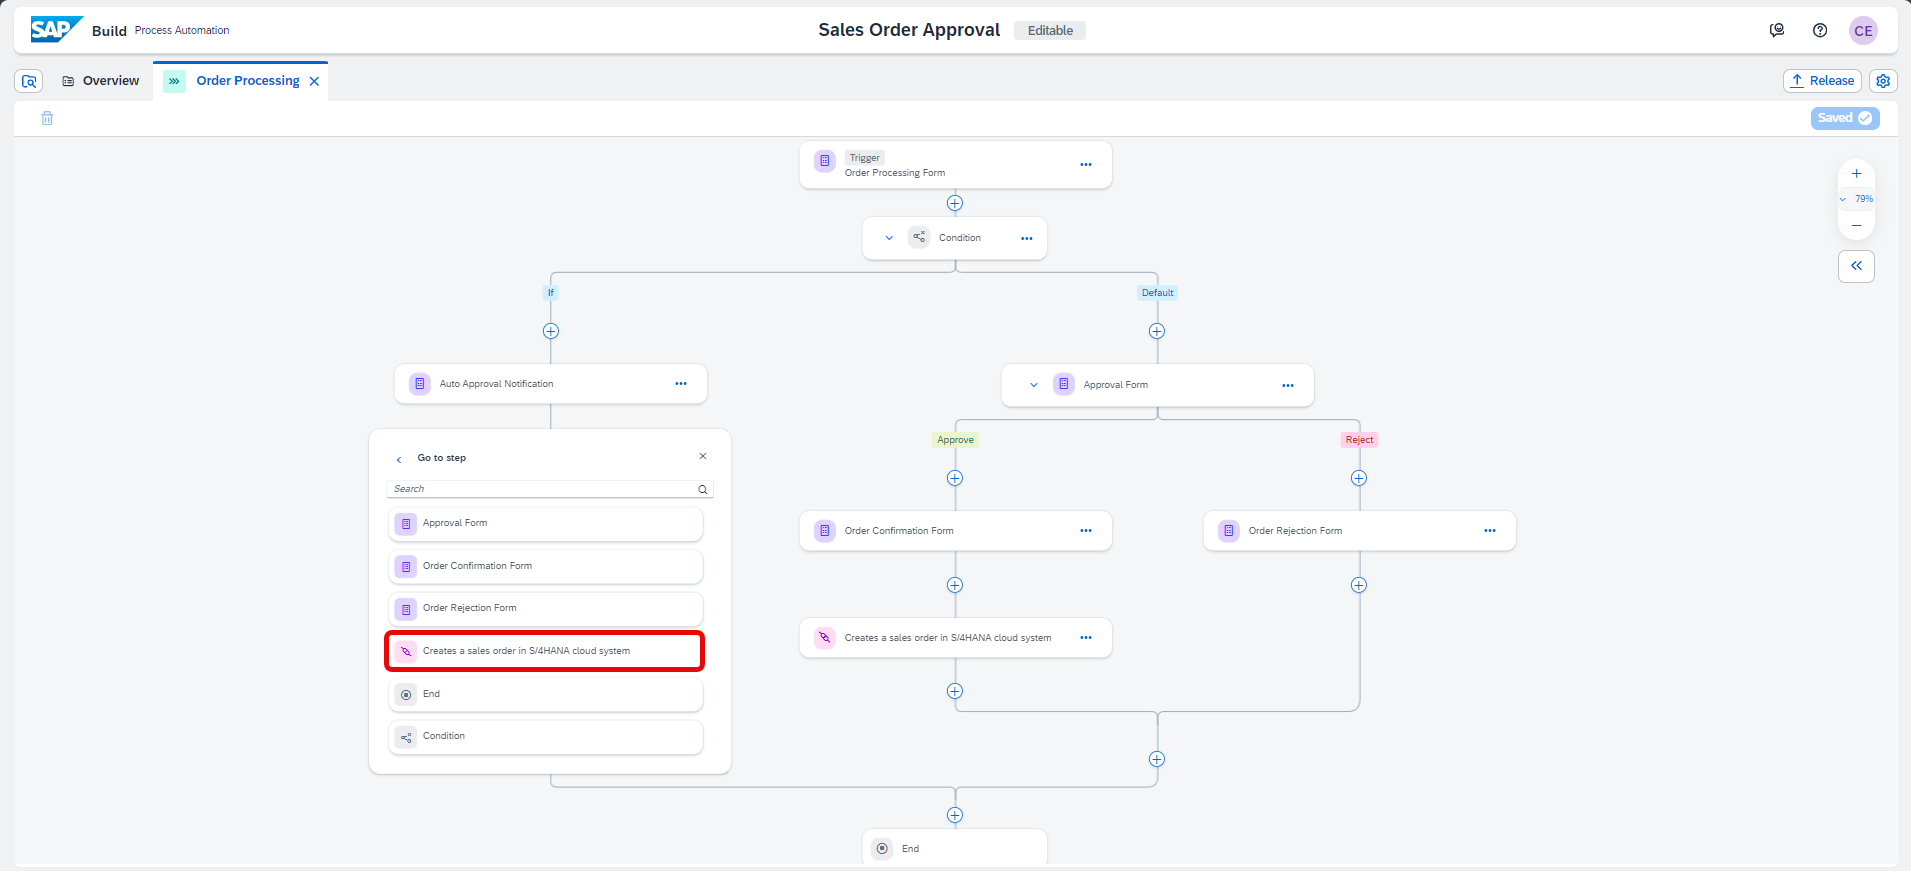 SAP Build Process Automation
Sales Order Approval Editable
CE
Overview
Order Processing
Release
Saved
Trigger
Order Processing Form
79%
Condition
If
Default
Auto Approval Notification
Approval Form
Approve
Reject
Go to step
Search
Approval Form
Order Confirmation Form
Order Rejection Form
Creates a sales order in S/4HANA cloud system
End
Condition
Order Confirmation Form
Order Rejection Form
Creates a sales order in S/4HANA cloud system
End